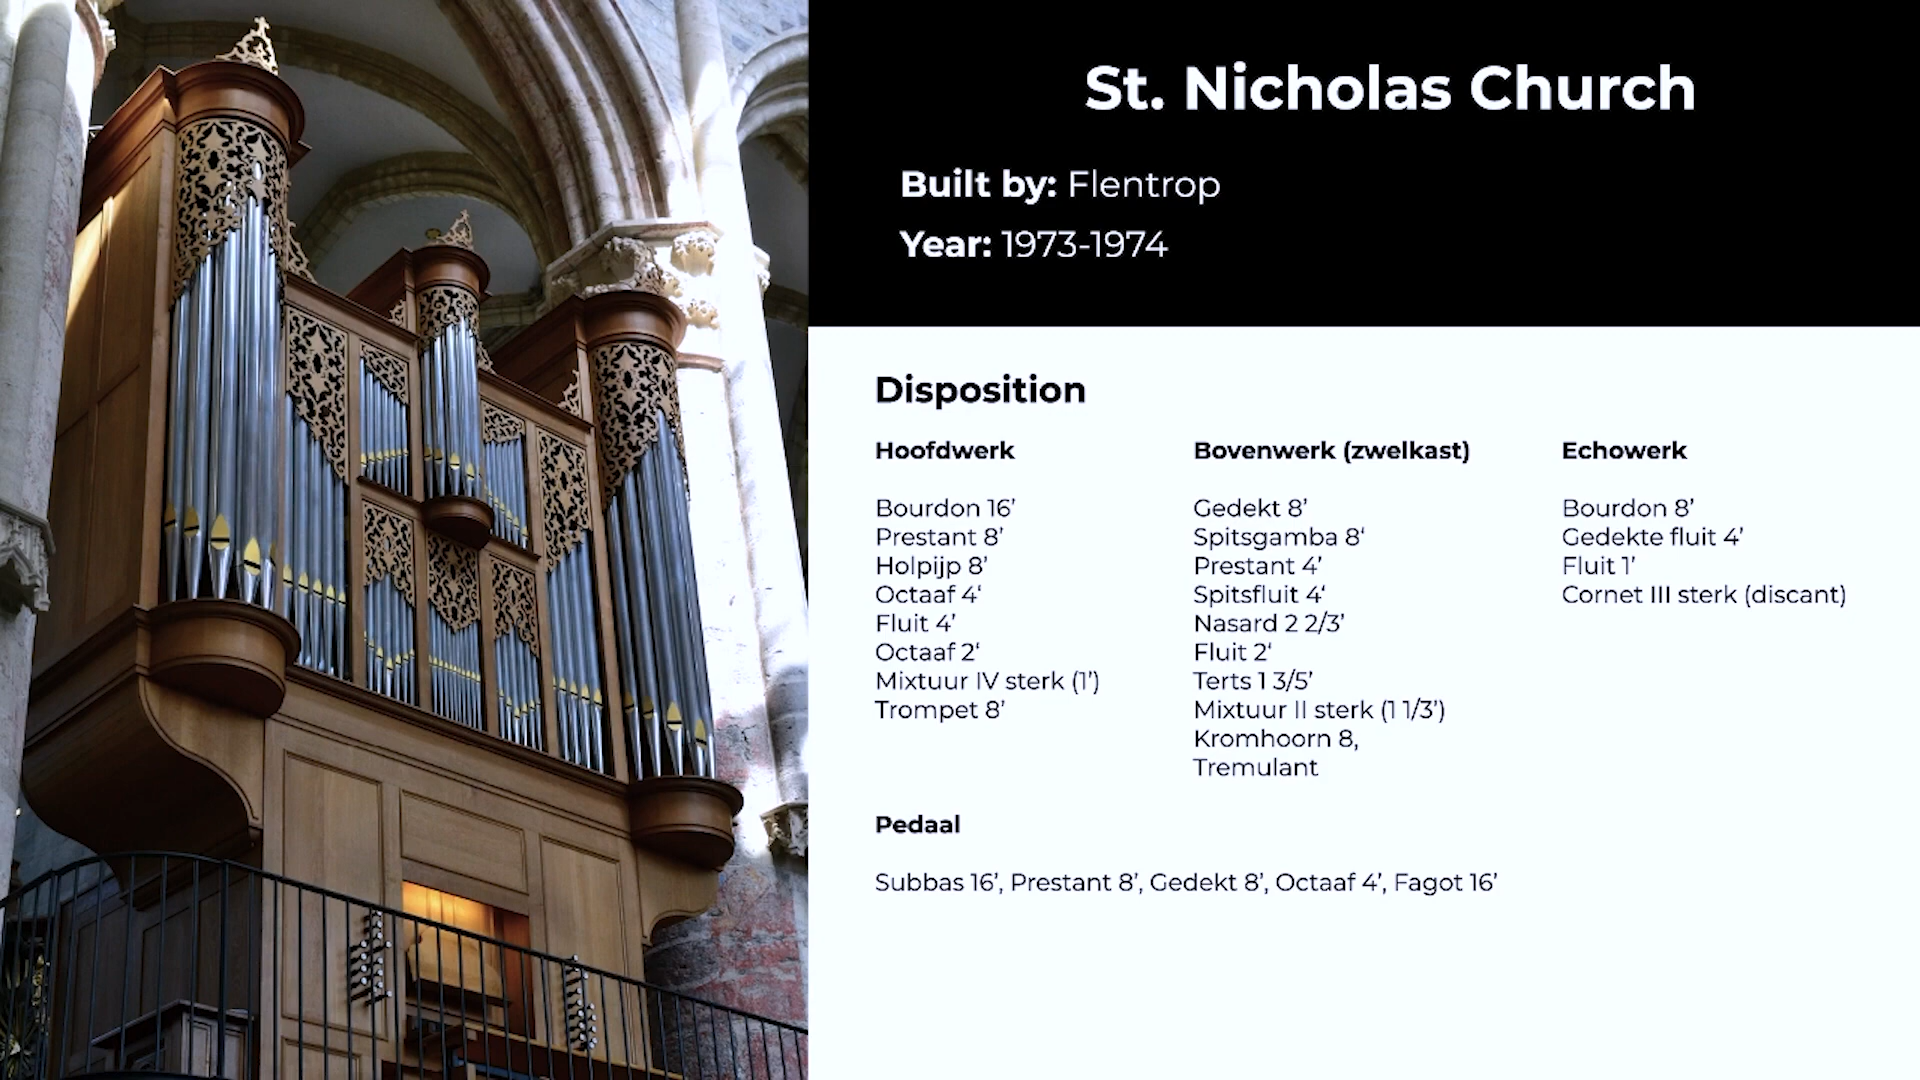 St. Nicholas Church
Built by: Flentrop
Year: 1973-1974
Disposition
Hoofdwerk
Bourdon 16’
Prestant 8’
Holpijp 8’
Octaaf 4‘
Fluit 4’
Octaaf 2‘
Mixtuur IV sterk (1’)
Trompet 8’
Bovenwerk (zwelkast)
Gedekt 8’
Spitsgamba 8‘
Prestant 4’
Spitsfluit 4‘
Nasard 2 2/3’
Fluit 2‘
Terts 1 3/5’
Mixtuur II sterk (1 1/3’)
Kromhoorn 8,
Tremulant
Echowerk
Bourdon 8’
Gedekte fluit 4’
Fluit 1’
Cornet III sterk (discant)
Pedaal
Subbas 16’, Prestant 8’, Gedekt 8’, Octaaf 4’, Fagot 16’